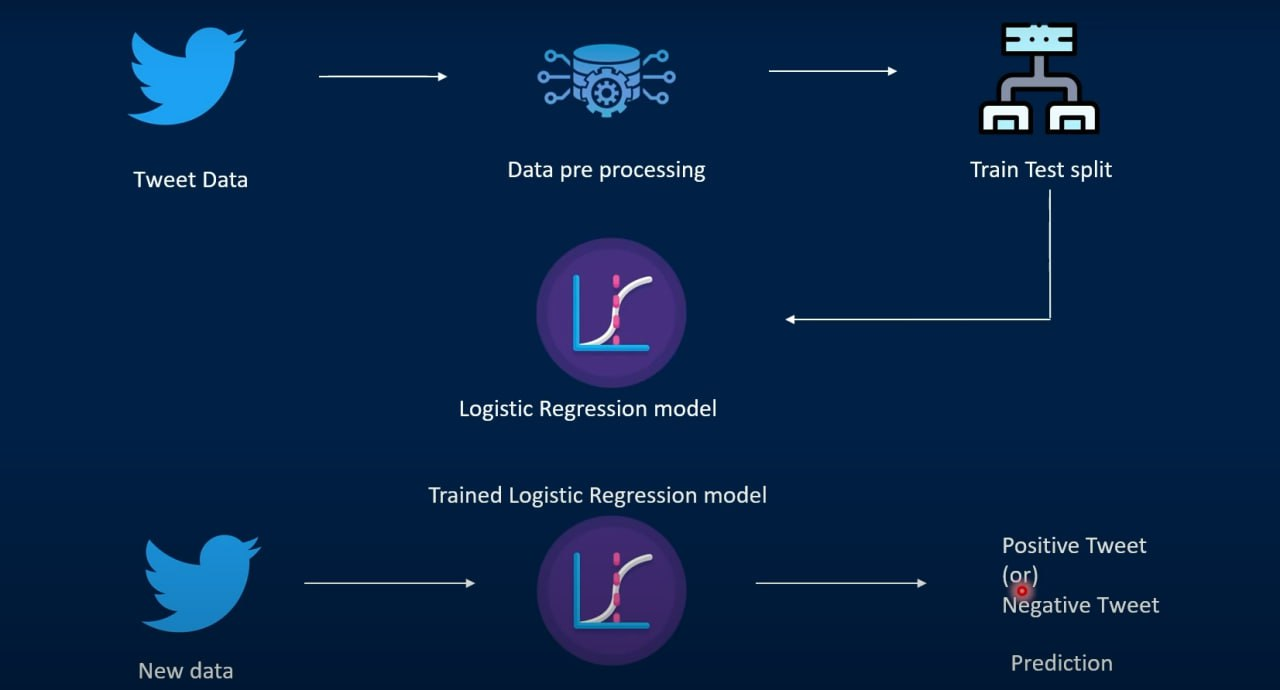 Tweet Data
Data pre processing
Train Test split
Logistic Regression model
Trained Logistic Regression model
New data
Positive Tweet
(or)
Negative Tweet
Prediction